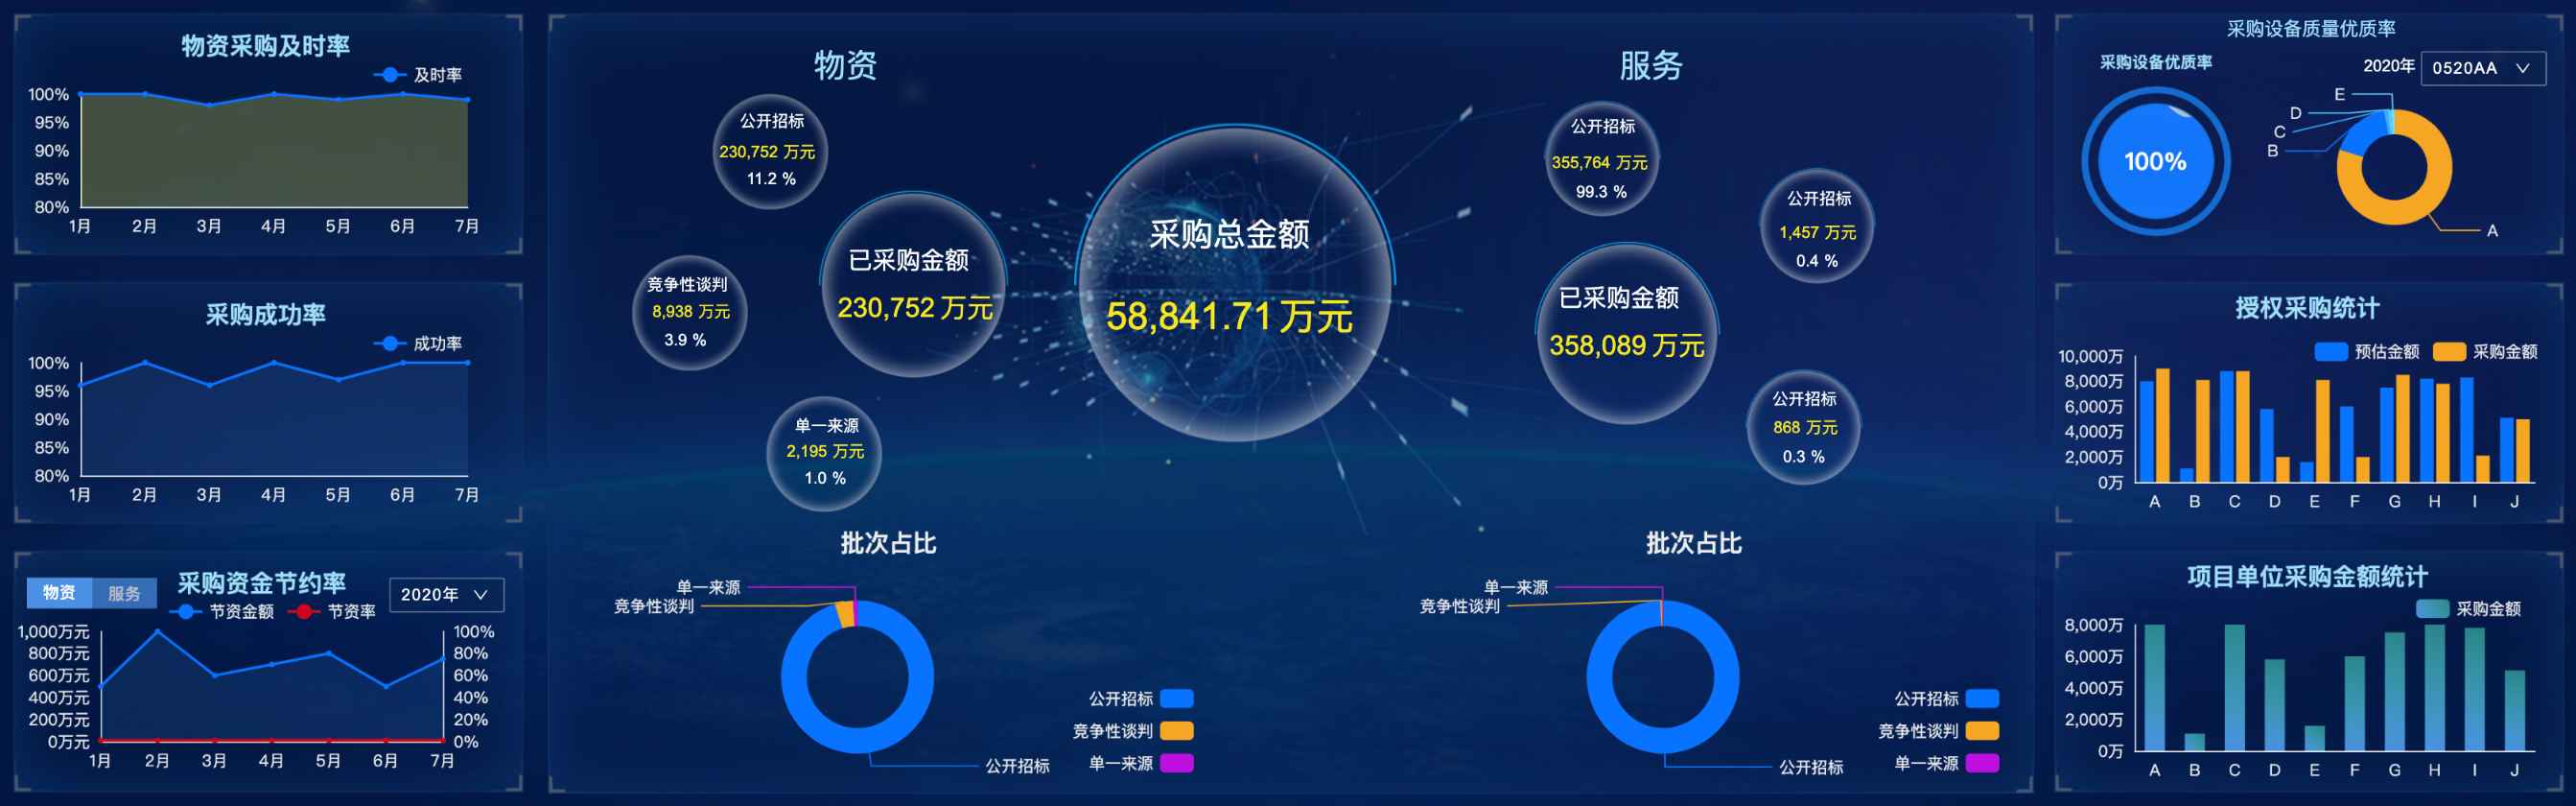 物资采购及时率
及时率
100%
95%
90%
85%
80%
1月 2月 3月 4月 5月 6月 7月
采购成功率
成功率
100%
95%
90%
85%
80%
1月 2月 3月 4月 5月 6月 7月
物资 服务
采购资金节约率
2020年
节资金额 节资率
1,000万元 100%
800万元 80%
600万元 60%
400万元 40%
200万元 20%
0万元 0%
1月 2月 3月 4月 5月 6月 7月
物资
公开招标
230,752 万元
11.2 %
已采购金额
230,752 万元
竞争性谈判
8,938 万元
3.9 %
单一来源
2,195 万元
1.0 %
采购总金额
58,841.71 万元
服务
公开招标
355,764 万元
99.3 %
公开招标
1,457 万元
0.4 %
已采购金额
358,089 万元
公开招标
868 万元
0.3 %
批次占比
单一来源
竞争性谈判
公开招标
公开招标
竞争性谈判
单一来源
批次占比
单一来源
竞争性谈判
公开招标
公开招标
竞争性谈判
单一来源
采购设备质量优质率
采购设备优质率
100%
2020年
0520AA
E
D
C
B
A
授权采购统计
预估金额 采购金额
10,000万
8,000万
6,000万
4,000万
2,000万
0万
A B C D E F G H I J
项目单位采购金额统计
采购金额
8,000万
6,000万
4,000万
2,000万
0万
A B C D E F G H I J